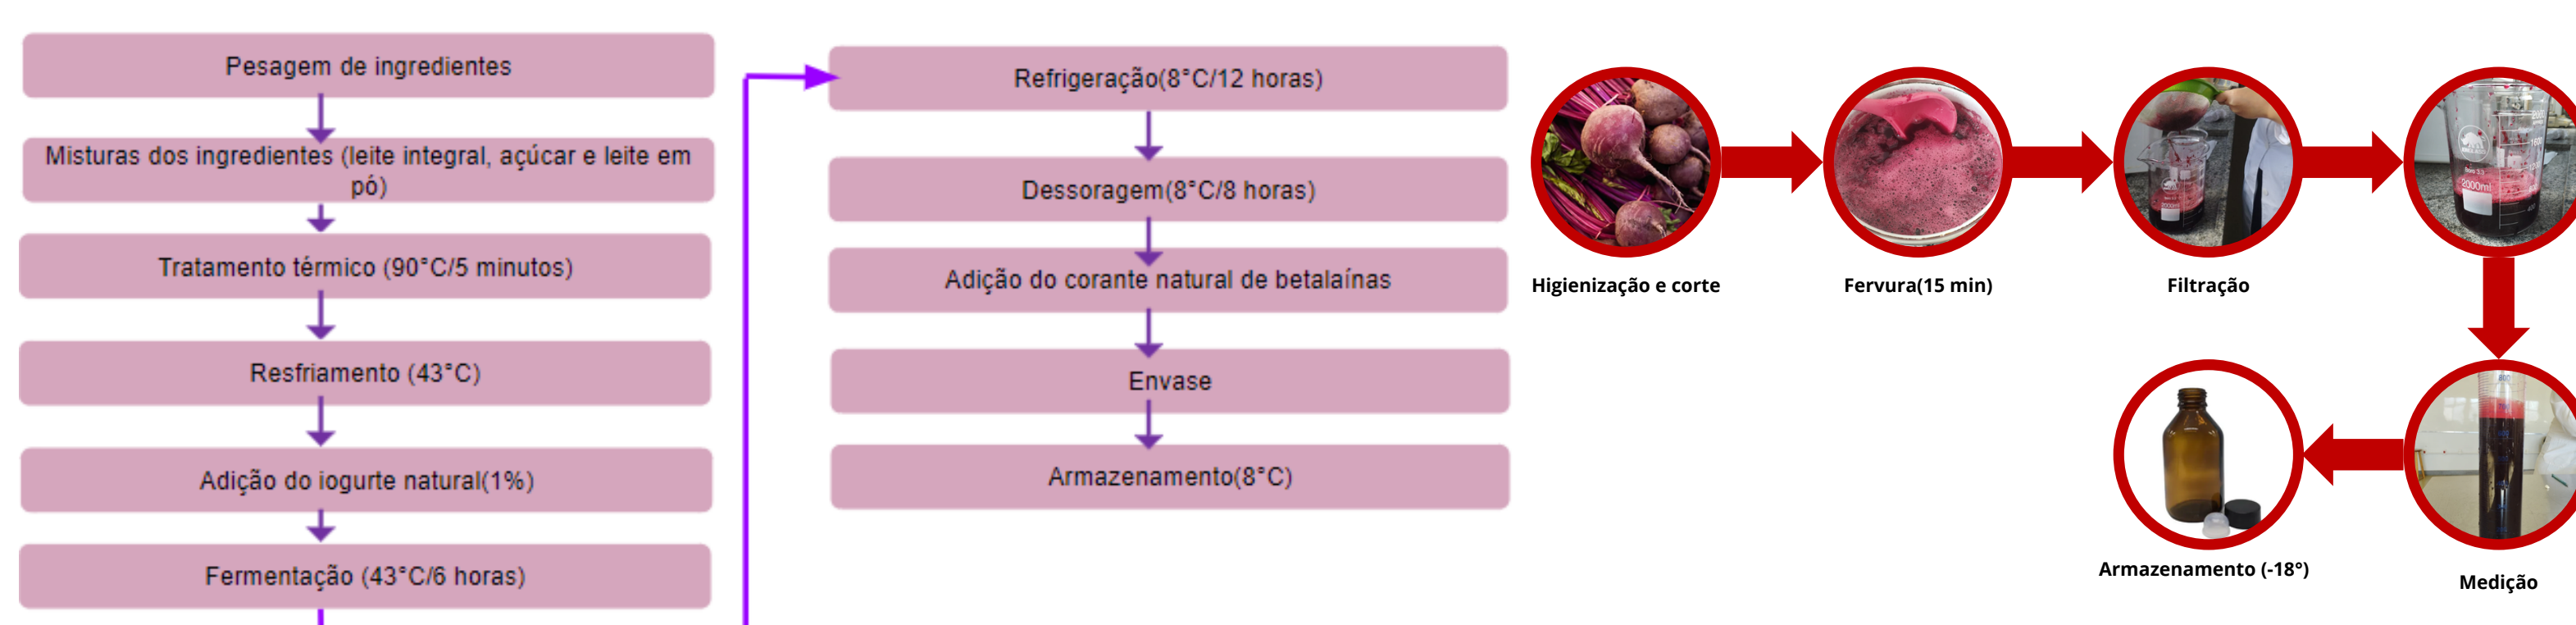 Pesagem de ingredientes
Misturas dos ingredientes (leite integral, açúcar e leite em
pó)
Tratamento térmico (90°C/5 minutos)
Resfriamento (43°C)
Adição do iogurte natural(1%)
Fermentação (43°C/6 horas)
Refrigeração(8°C/12 horas)
Dessoragem(8°C/8 horas)
Adição do corante natural de betalaínas
Envase
Armazenamento(8°C)
Higienização e corte
Fervura(15 min)
Filtração
2000ml
Armazenamento (-18°)
Medição